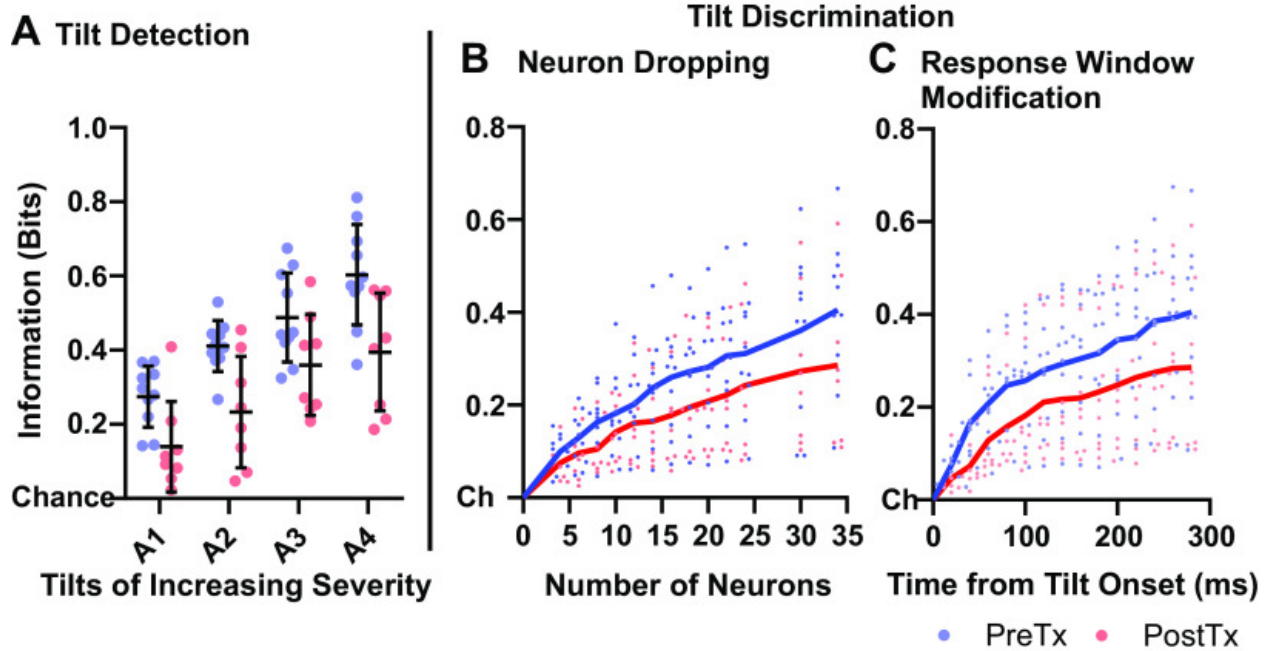 Tilt Discrimination
A Tilt Detection
B Neuron Dropping
C Response Window
Modification
Information (Bits)
1.0
0.8
0.6
0.4
0.2
Chance
A1 A2 A3 A4
Tilts of Increasing Severity
0.8
0.6
0.4
0.2
Ch
0 5 10 15 20 25 30 35
Number of Neurons
0.8
0.6
0.4
0.2
Ch
0 100 200 300
Time from Tilt Onset (ms)
PreTx PostTx